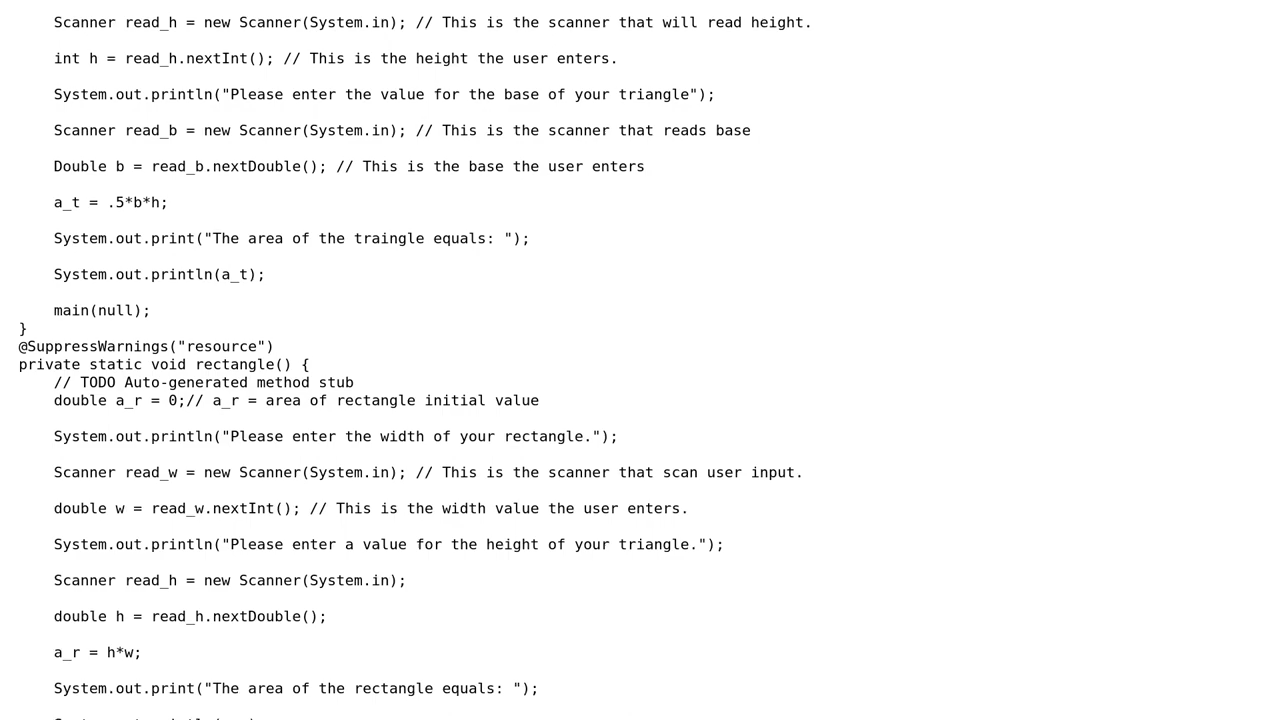 Scanner read_h = new Scanner(System.in); // This is the scanner that will read height.
int h = read_h.nextInt(); // This is the height the user enters.
System.out.println("Please enter the value for the base of your triangle");
Scanner read_b = new Scanner(System.in); // This is the scanner that reads base
Double b = read_b.nextDouble(); // This is the base the user enters
a_t = .5*b*h;
System.out.print("The area of the traingle equals: ");
System.out.println(a_t);
main(null);
}
@SuppressWarnings("resource")
private static void rectangle() {
// TODO Auto-generated method stub
double a_r = 0;// a_r = area of rectangle initial value
System.out.println("Please enter the width of your rectangle.");
Scanner read_w = new Scanner(System.in); // This is the scanner that scan user input.
double w = read_w.nextInt(); // This is the width value the user enters.
System.out.println("Please enter a value for the height of your triangle.");
Scanner read_h = new Scanner(System.in);
double h = read_h.nextDouble();
a_r = h*w;
System.out.print("The area of the rectangle equals: ");